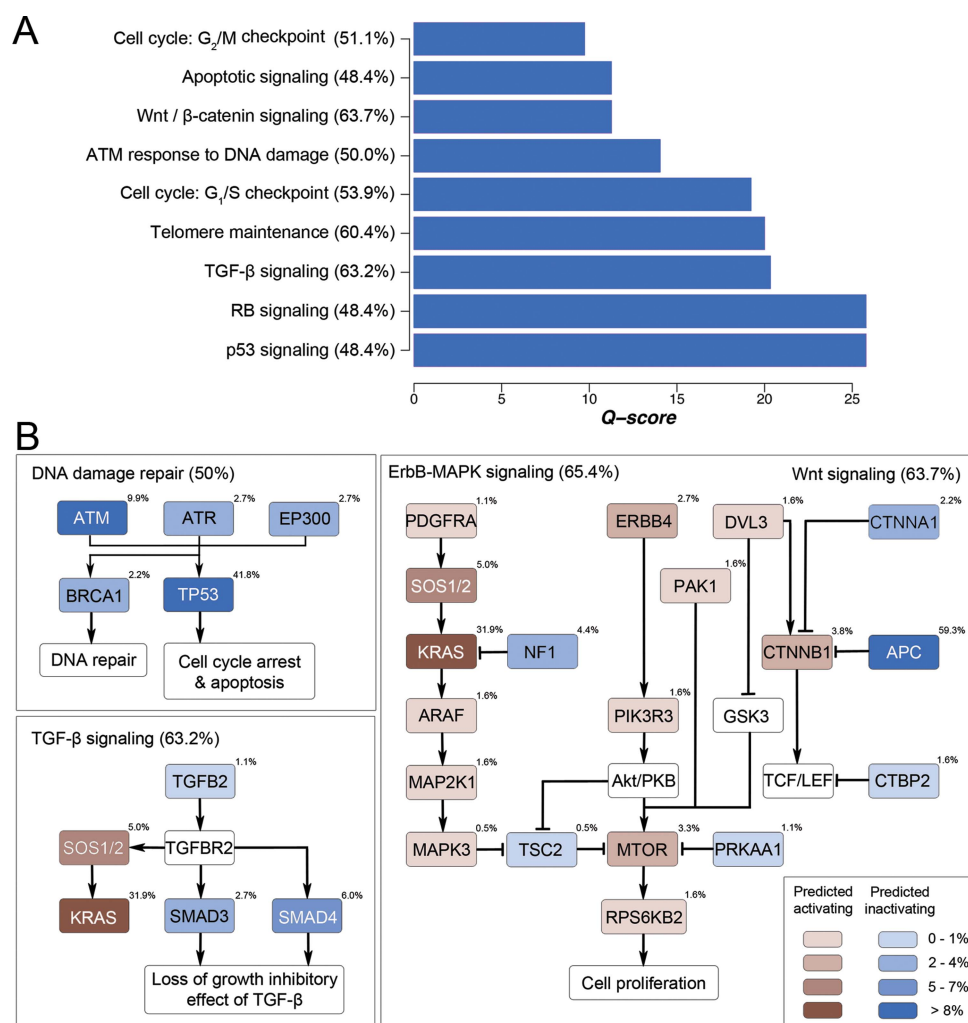 A
Cell cycle: G2/M checkpoint (51.1%)
Apoptotic signaling (48.4%)
Wnt / β-catenin signaling (63.7%)
ATM response to DNA damage (50.0%)
Cell cycle: G1/S checkpoint (53.9%)
Telomere maintenance (60.4%)
TGF-β signaling (63.2%)
RB signaling (48.4%)
p53 signaling (48.4%)
0 5 10 15 20 25
Q–score
B
DNA damage repair (50%)
9.9% 2.7% 2.7%
ATM ATR EP300
2.2% 41.8%
BRCA1 TP53
DNA repair
Cell cycle arrest
& apoptosis
TGF-β signaling (63.2%)
1.1%
TGFB2
5.0%
SOS1/2 TGFBR2
31.9% 2.7% 6.0%
KRAS SMAD3 SMAD4
Loss of growth inhibitory
effect of TGF-β
ErbB-MAPK signaling (65.4%) Wnt signaling (63.7%)
1.1% 2.7% 1.6% 2.2%
PDGFRA ERBB4 DVL3 CTNNA1
5.0% 1.6%
SOS1/2 PAK1
31.9% 4.4% 3.8% 59.3%
KRAS NF1 CTNNB1 APC
1.6% 1.6%
ARAF PIK3R3 GSK3
1.6% 1.6%
MAP2K1 Akt/PKB TCF/LEF CTBP2
0.5% 0.5% 3.3% 1.1%
MAPK3 TSC2 MTOR PRKAA1
1.6%
RPS6KB2
Cell proliferation
Predicted Predicted
activating inactivating
0 - 1%
2 - 4%
5 - 7%
> 8%